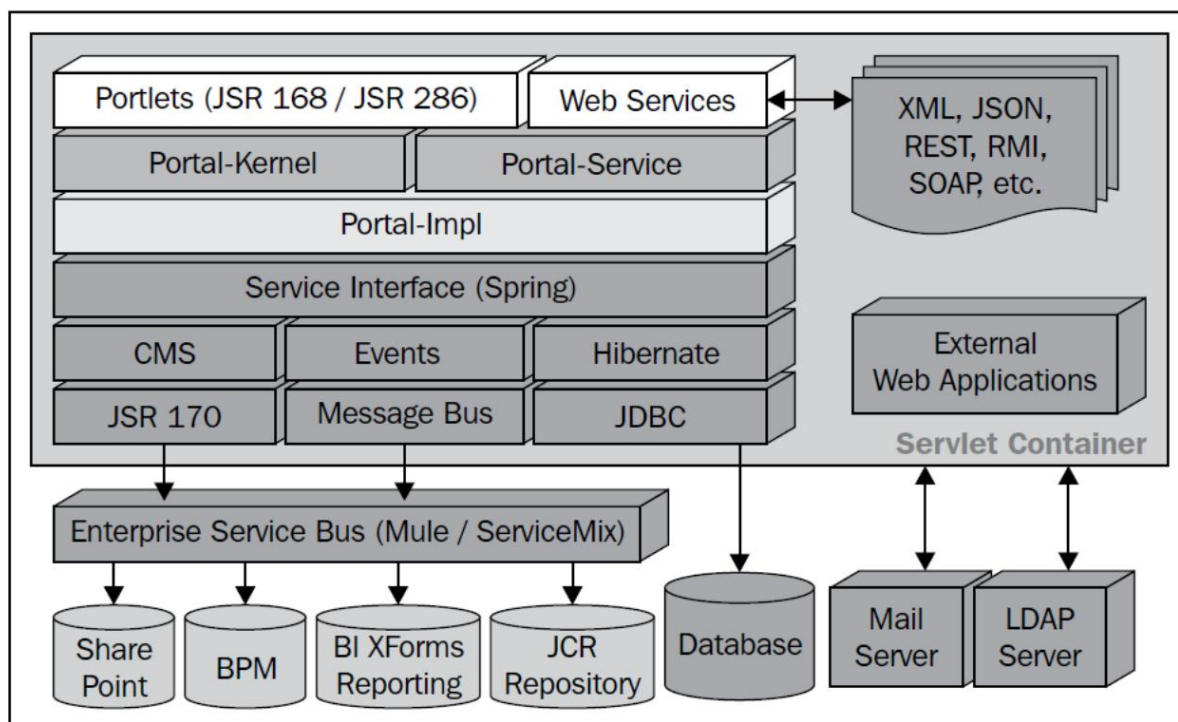 Portlets (JSR 168 / JSR 286)
Web Services
XML, JSON,
REST, RMI,
SOAP, etc.
Portal-Kernel
Portal-Service
Portal-Impl
Service Interface (Spring)
CMS
Events
Hibernate
External
Web Applications
JSR 170
Message Bus
JDBC
Servlet Container
Enterprise Service Bus (Mule / ServiceMix)
Share
Point
BPM
BI XForms
Reporting
JCR
Repository
Database
Mail
Server
LDAP
Server